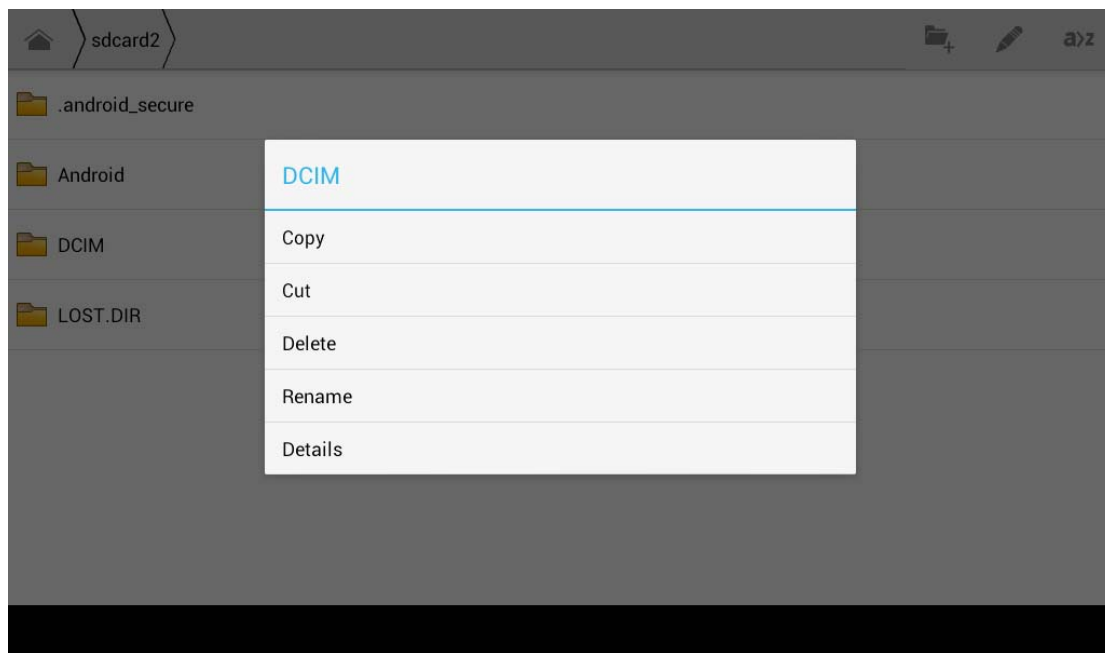 sdcard2
a>z
.android_secure
Android
DCIM
LOST.DIR
DCIM
Copy
Cut
Delete
Rename
Details